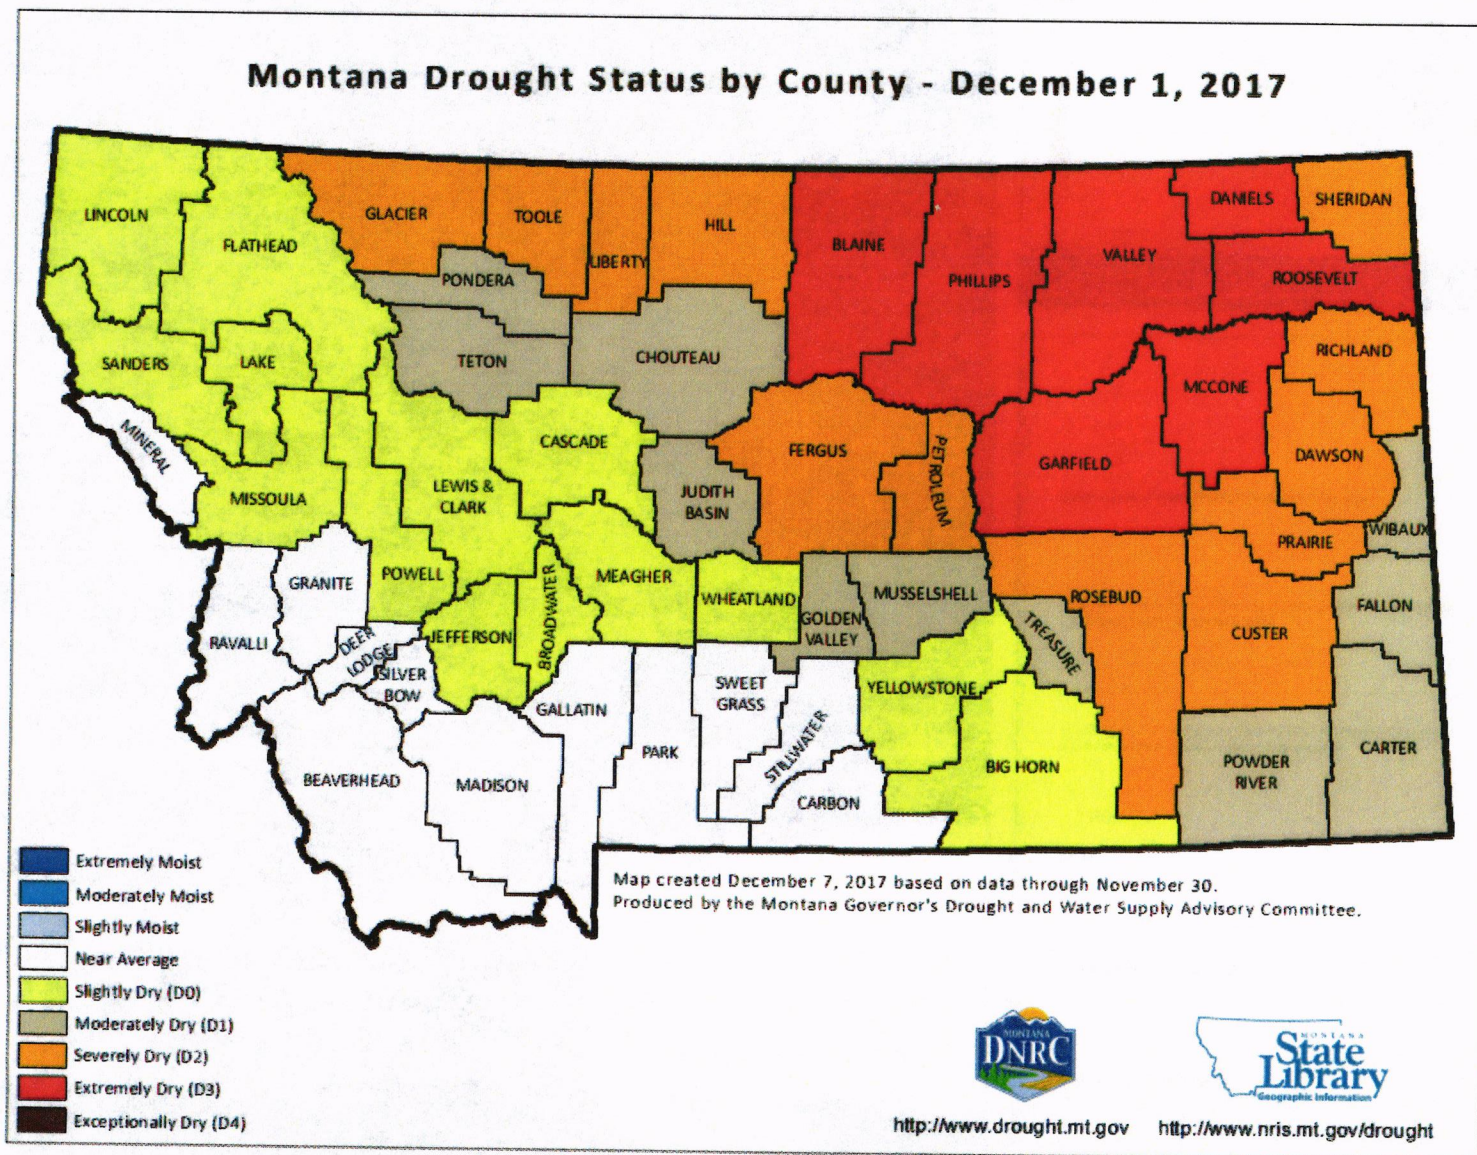 Montana Drought Status by County - December 1, 2017
LINCOLN
FLATHEAD
GLACIER
TOOLE
LIBERTY
HILL
BLAINE
PHILLIPS
VALLEY
DANIELS
SHERIDAN
ROOSEVELT
PONDERA
TETON
CHOUTEAU
SANDERS
LAKE
RICHLAND
MCCONE
MINERAL
MISSOULA
LEWIS &
CLARK
CASCADE
JUDITH
BASIN
FERGUS
PETROLEUM
GARFIELD
DAWSON
WIBAUX
PRAIRIE
GRANITE
POWELL
RAVALLI
DEER
LODGE
SILVER
BOW
JEFFERSON
BROADWATER
MEAGHER
WHEATLAND
GOLDEN
VALLEY
MUSSELSHELL
TREASURE
ROSEBUD
CUSTER
FALLON
BEAVERHEAD
MADISON
GALLATIN
PARK
SWEET
GRASS
STILLWATER
CARBON
YELLOWSTONE
BIG HORN
POWDER
RIVER
CARTER
Extremely Moist
Moderately Moist
Slightly Moist
Near Average
Slightly Dry (D0)
Moderately Dry (D1)
Severely Dry (D2)
Extremely Dry (D3)
Exceptionally Dry (D4)
Map created December 7, 2017 based on data through November 30.
Produced by the Montana Governor's Drought and Water Supply Advisory Committee.
MONTANA
DNRC
http://www.drought.mt.gov
MONTANA
State
Library
Geographic Information
http://www.nris.mt.gov/drought